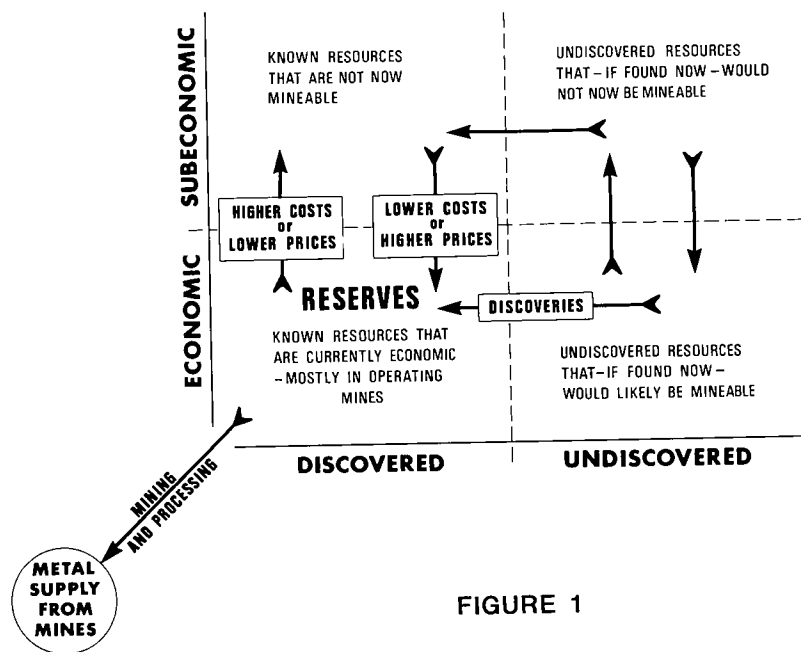 SUBECONOMIC
KNOWN RESOURCES
THAT ARE NOT NOW
MINEABLE
UNDISCOVERED RESOURCES
THAT – IF FOUND NOW – WOULD
NOT NOW BE MINEABLE
HIGHER COSTS
or
LOWER PRICES
LOWER COSTS
or
HIGHER PRICES
ECONOMIC
RESERVES
DISCOVERIES
KNOWN RESOURCES THAT
ARE CURRENTLY ECONOMIC
– MOSTLY IN OPERATING
MINES
UNDISCOVERED RESOURCES
THAT – IF FOUND NOW –
WOULD LIKELY BE MINEABLE
DISCOVERED
UNDISCOVERED
MINING
AND PROCESSING
METAL
SUPPLY
FROM
MINES
FIGURE 1